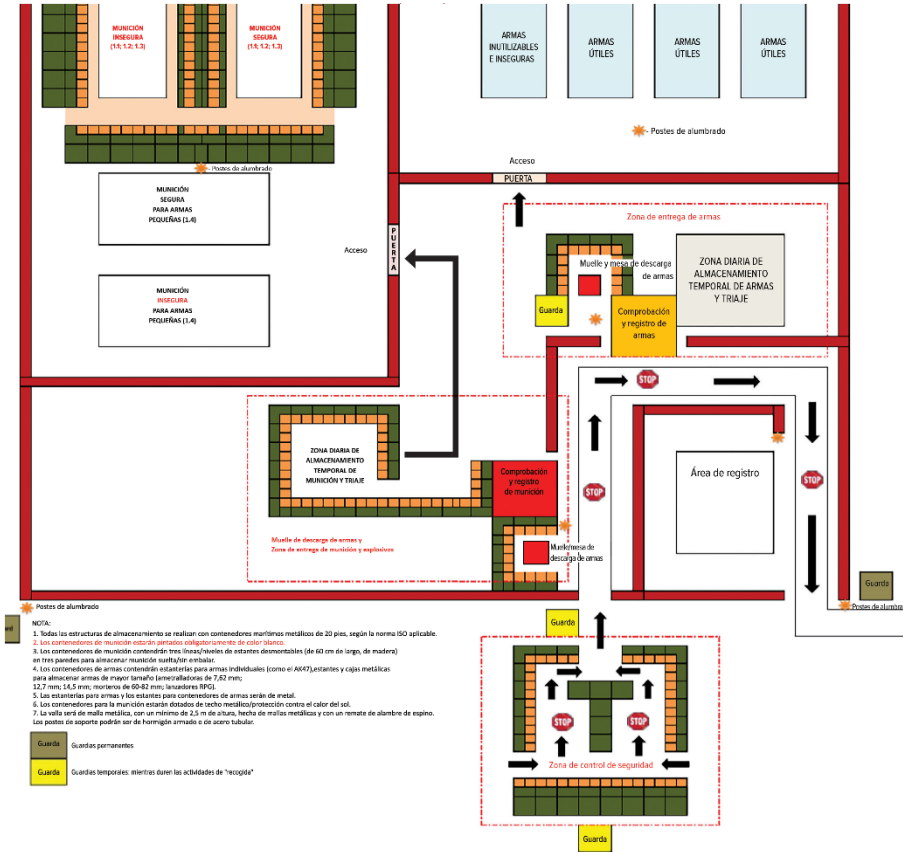 MUNICIÓN
INSEGURA
(1.1; 1.2; 1.3)
MUNICIÓN
SEGURA
(1.1; 1.2; 1.3)
ARMAS
INUTILIZABLES
E INSEGURAS
ARMAS
ÚTILES
ARMAS
ÚTILES
ARMAS
ÚTILES
- Postes de alumbrado
- Postes de alumbrado
Acceso
PUERTA
MUNICIÓN
SEGURA
PARA ARMAS
PEQUEÑAS (1.4)
Zona de entrega de armas
Acceso
PUERTA
Muelle y mesa de descarga
de armas
ZONA DIARIA DE
ALMACENAMIENTO
TEMPORAL DE ARMAS
Y TRIAJE
MUNICIÓN
INSEGURA
PARA ARMAS
PEQUEÑAS (1.4)
Guarda
Comprobación
y registro de
armas
STOP
ZONA DIARIA DE
ALMACENAMIENTO
TEMPORAL DE
MUNICIÓN Y TRIAJE
Comprobación
y registro
de munición
STOP
Área de registro
STOP
Muelle de descarga de armas y
Zona de entrega de munición y explosivos
Muelle/mesa de
descarga de armas
Guarda
Postes de alumbra
Postes de alumbrado
NOTA:
1. Todas las estructuras de almacenamiento se realizan con contenedores marítimos metálicos de 20 pies, según la norma ISO aplicable.
2. Los contenedores de munición estarán pintados obligatoriamente de color blanco.
3. Los contenedores de munición contendrán tres líneas/niveles de estantes desmontables (de 60 cm de largo, de madera)
en tres paredes para almacenar munición suelta/sin embalar.
4. Los contenedores de armas contendrán estanterías para armas individuales (como el AK47),estantes y cajas metálicas
para almacenar armas de mayor tamaño (ametralladoras de 7,62 mm;
12,7 mm; 14,5 mm; morteros de 60-82 mm; lanzadores RPG).
5. Las estanterías para armas y los estantes para contenedores de armas serán de metal.
6. Los contenedores para la munición estarán dotados de techo metálico/protección contra el calor del sol.
7. La valla será de malla metálica, con un mínimo de 2,5 m de altura, hecha de mallas metálicas y con un remate de alambre de espino.
Los postes de soporte podrán ser de hormigón armado o de acero tubular.
Guarda
Guardias permanentes
Guarda
Guardias temporales: mientras duren las actividades de "recogida"
Guarda
STOP
STOP
Zona de control de seguridad
Guarda